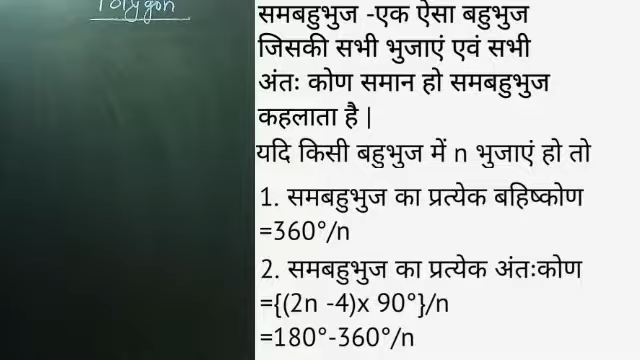 Polygon
समबहुभुज -एक ऐसा बहुभुज
जिसकी सभी भुजाएं एवं सभी
अंतः कोण समान हो समबहुभुज
कहलाता है |
यदि किसी बहुभुज में n भुजाएं हो तो
1. समबहुभुज का प्रत्येक बहिष्कोण
=360°/n
2. समबहुभुज का प्रत्येक अंतःकोण
={(2n -4)x 90°}/n
=180°-360°/n